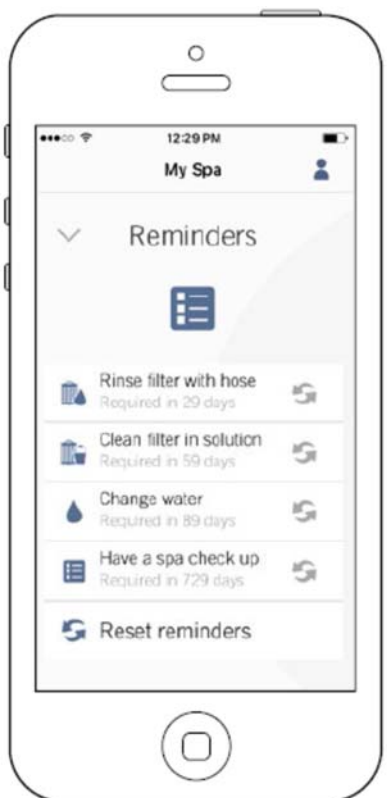 12:29 PM
My Spa
Reminders
Rinse filter with hose
Required in 29 days
Clean filter in solution
Required in 59 days
Change water
Required in 89 days
Have a spa check up
Required in 729 days
Reset reminders